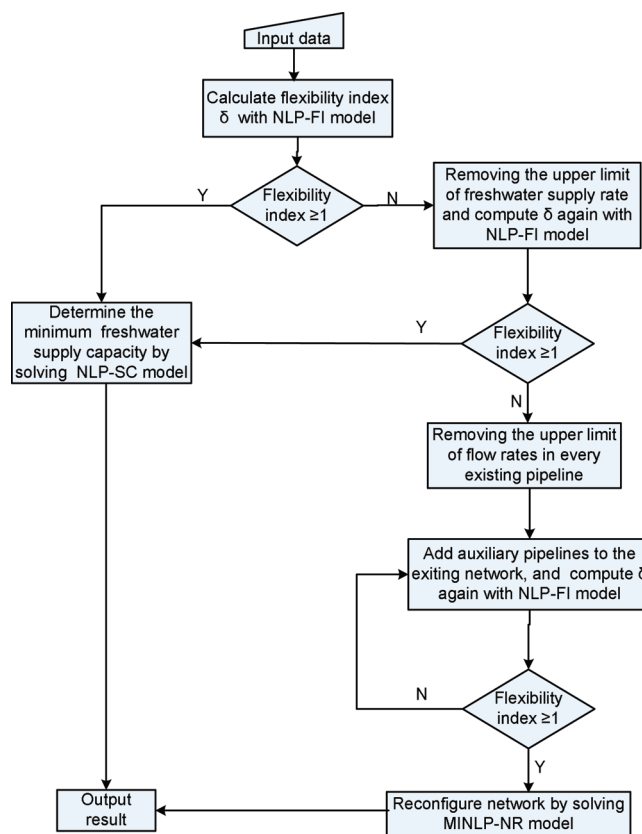 Input data
Calculate flexibility index
δ with NLP-FI model
Y
Flexibility
index ≥1
N
Removing the upper limit
of freshwater supply rate
and compute δ again with
NLP-FI model
Determine the
minimum freshwater
supply capacity by
solving NLP-SC model
Y
Flexibility
index ≥1
N
Removing the upper limit
of flow rates in every
existing pipeline
Add auxiliary pipelines to the
exiting network, and compute δ
again with NLP-FI model
N
Flexibility
index ≥1
Y
Output
result
Reconfigure network by solving
MINLP-NR model